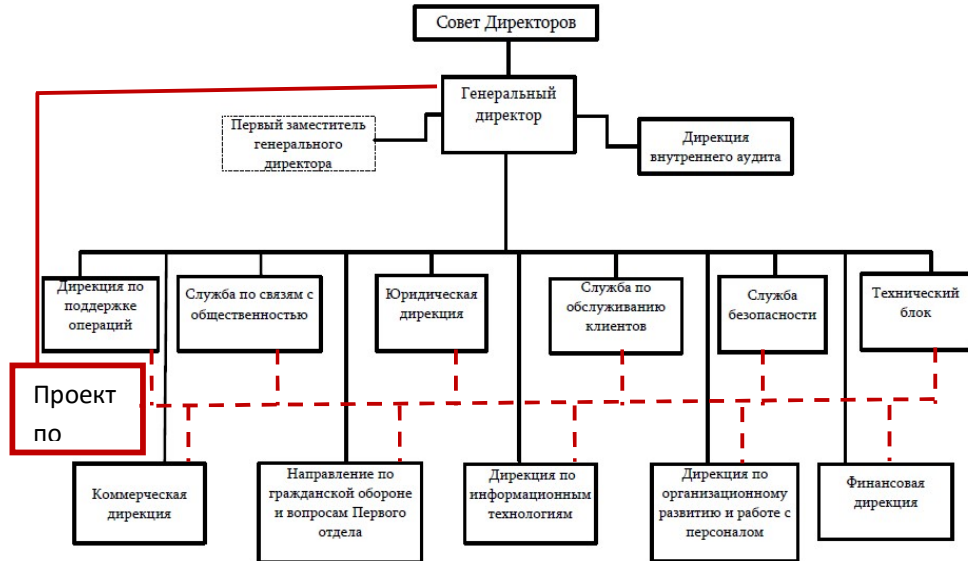 Совет Директоров
Генеральный
директор
Первый заместитель
генерального
директора
Дирекция
внутреннего аудита
Дирекция по
поддержке
операций
Служба по связям с
общественностью
Юридическая
дирекция
Служба по
обслуживанию
клиентов
Служба
безопасности
Технический
блок
Проект
по
Коммерческая
дирекция
Направление по
гражданской обороне
и вопросам Первого
отдела
Дирекция по
информационным
технологиям
Дирекция по
организационному
развитию и работе с
персоналом
Финансовая
дирекция